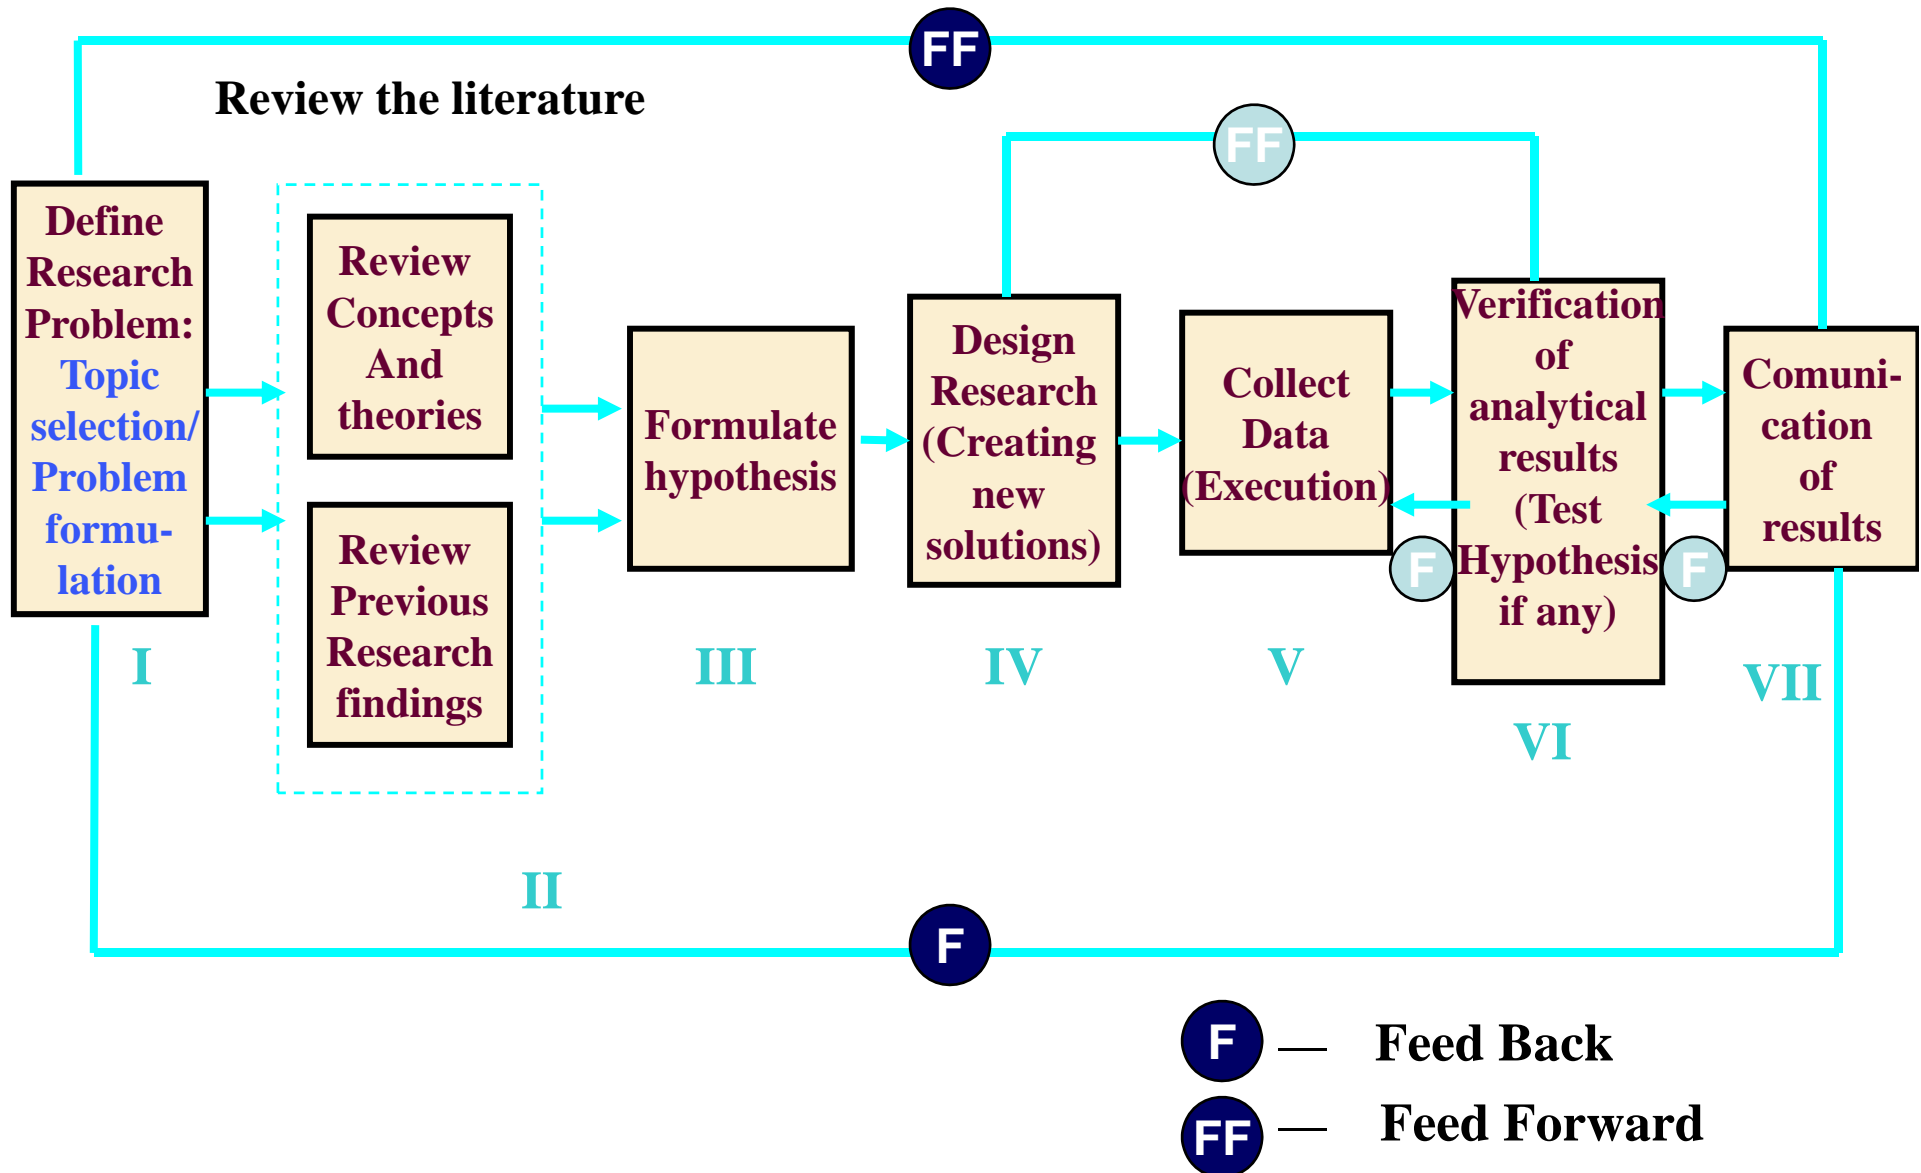 FF
Review the literature
FF
Define
Research
Problem:
Topic
selection/
Problem
formu-
lation
I
Review
Concepts
And
theories
Review
Previous
Research
findings
II
Formulate
hypothesis
III
Design
Research
(Creating
new
solutions)
IV
Collect
Data
(Execution)
V
F
Verification
of
analytical
results
(Test
Hypothesis
if any)
VI
F
Comuni-
cation
of
results
VII
F
F — Feed Back
FF — Feed Forward